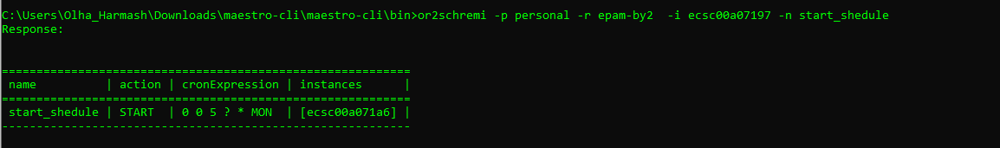 C:\Users\Olha_Harmash\Downloads\maestro-cli\maestro-cli\bin>or2schremi -p personal -r epam-by2  -i ecsc00a07197 -n start_shedule
Response:
===========================================================
 name          | action | cronExpression | instances      |
===========================================================
 start_shedule | START  | 0 0 5 ? * MON  | [ecsc00a071a6] |
-----------------------------------------------------------